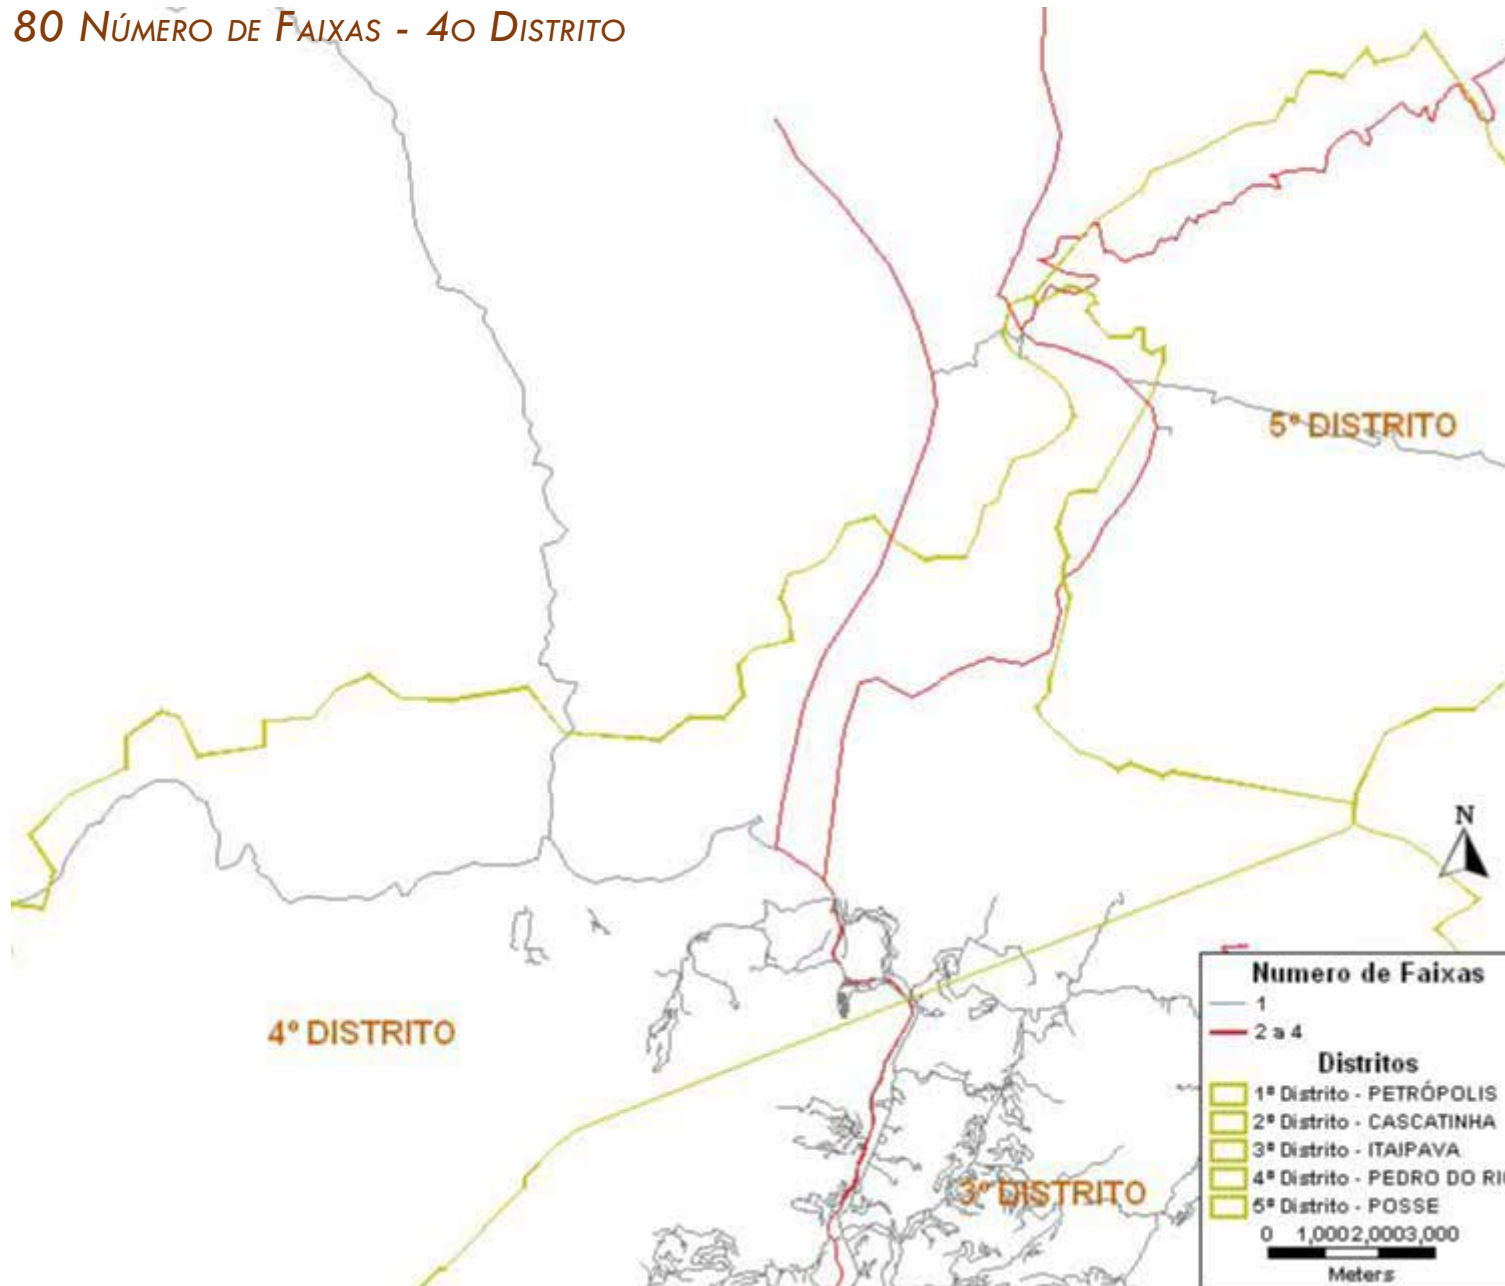 80 NÚMERO DE FAIXAS - 4O DISTRITO
5º DISTRITO
N
4º DISTRITO
3º DISTRITO
Numero de Faixas
1
2 a 4
Distritos
1º Distrito - PETRÓPOLIS
2º Distrito - CASCATINHA
3º Distrito - ITAIPAVA
4º Distrito - PEDRO DO RIO
5º Distrito - POSSE
0 1,000 2,000 3,000
Meters